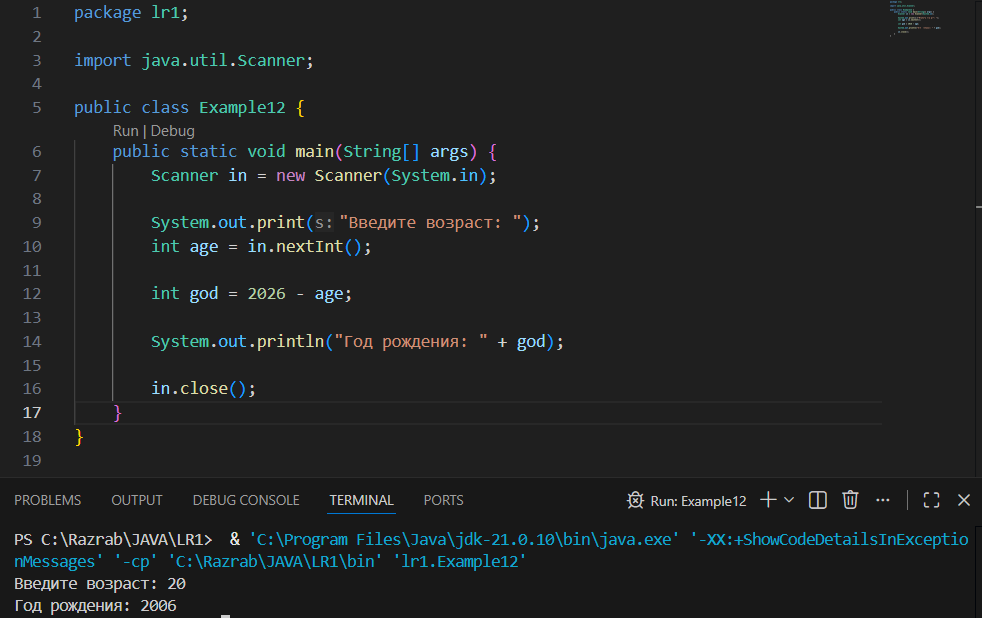 1 package lr1;
2
3 import java.util.Scanner;
4
5 public class Example12 {
Run | Debug
6 public static void main(String[] args) {
7 Scanner in = new Scanner(System.in);
8
9 System.out.print(s: "Введите возраст: ");
10 int age = in.nextInt();
11
12 int god = 2026 - age;
13
14 System.out.println("Год рождения: " + god);
15
16 in.close();
17 }
18 }
19
PROBLEMS OUTPUT DEBUG CONSOLE TERMINAL PORTS Run: Example12
PS C:\Razrab\JAVA\LR1> & 'C:\Program Files\Java\jdk-21.0.10\bin\java.exe' '-XX:+ShowCodeDetailsInExceptio
nMessages' '-cp' 'C:\Razrab\JAVA\LR1\bin' 'lr1.Example12'
Введите возраст: 20
Год рождения: 2006